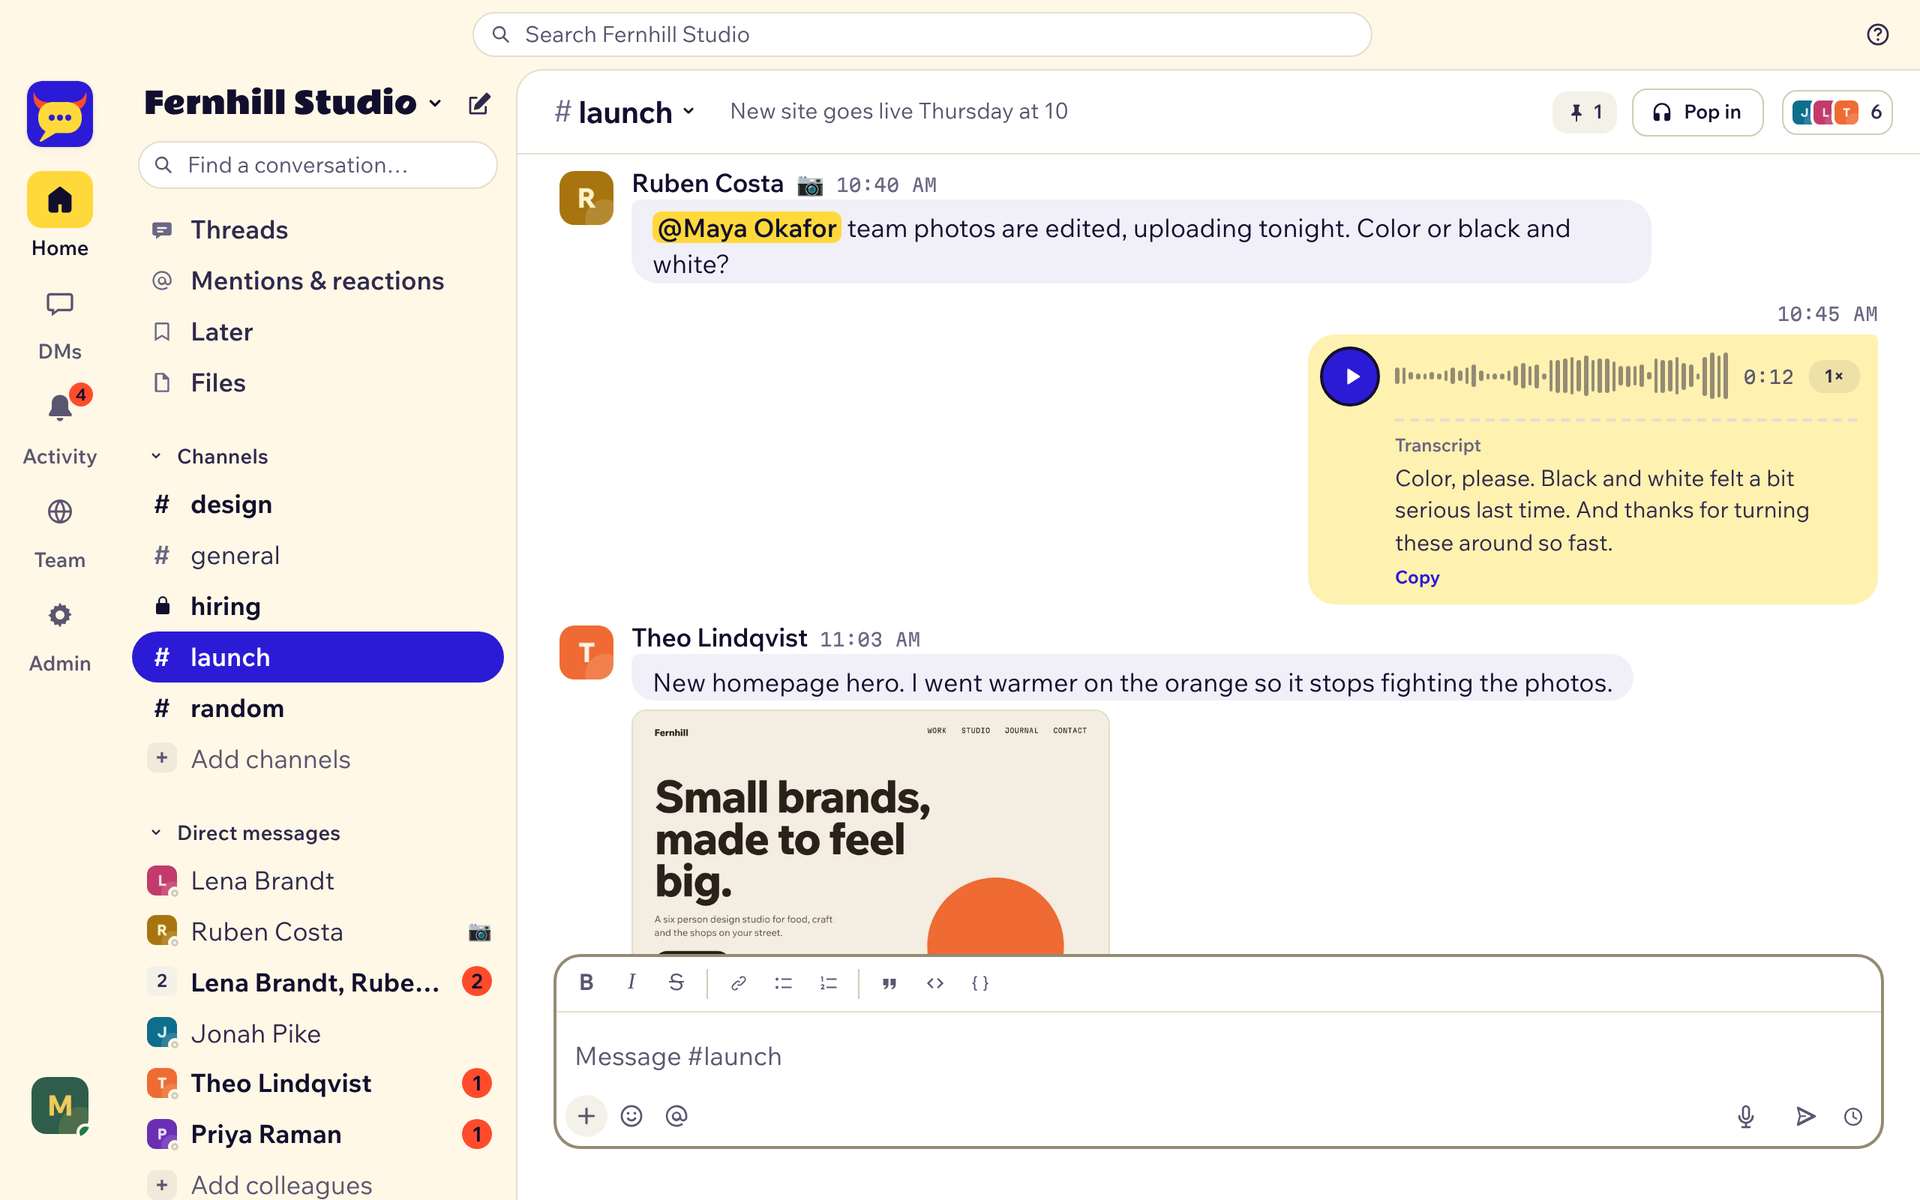 Search Fernhill Studio
Fernhill Studio
Find a conversation…
Home
DMs
4
Activity
Team
Admin
M
Threads
Mentions & reactions
Later
Files
Channels
# design
# general
hiring
# launch
# random
+ Add channels
Direct messages
L Lena Brandt
R Ruben Costa
2 Lena Brandt, Rube… 2
J Jonah Pike
T Theo Lindqvist 1
P Priya Raman 1
+ Add colleagues
# launch
New site goes live Thursday at 10
1
Pop in
J L T 6
R
Ruben Costa 10:40 AM
@Maya Okafor team photos are edited, uploading tonight. Color or black and
white?
10:45 AM
0:12 1×
Transcript
Color, please. Black and white felt a bit
serious last time. And thanks for turning
these around so fast.
Copy
T
Theo Lindqvist 11:03 AM
New homepage hero. I went warmer on the orange so it stops fighting the photos.
Fernhill
WORK STUDIO JOURNAL CONTACT
Small brands,
made to feel
big.
A six person design studio for food, craft
and the shops on your street.
B I S
Message #launch